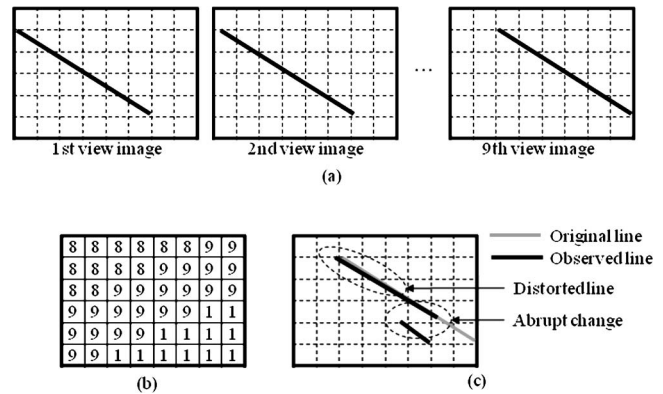 1st view image
2nd view image
...
9th view image
(a)
8 8 8 8 8 8 9 9
8 8 8 8 9 9 9 9
8 8 9 9 9 9 9 9
9 9 9 9 9 9 1 1
9 9 9 9 1 1 1 1
9 9 1 1 1 1 1 1
(b)
Original line
Observed line
Distorted line
Abrupt change
(c)